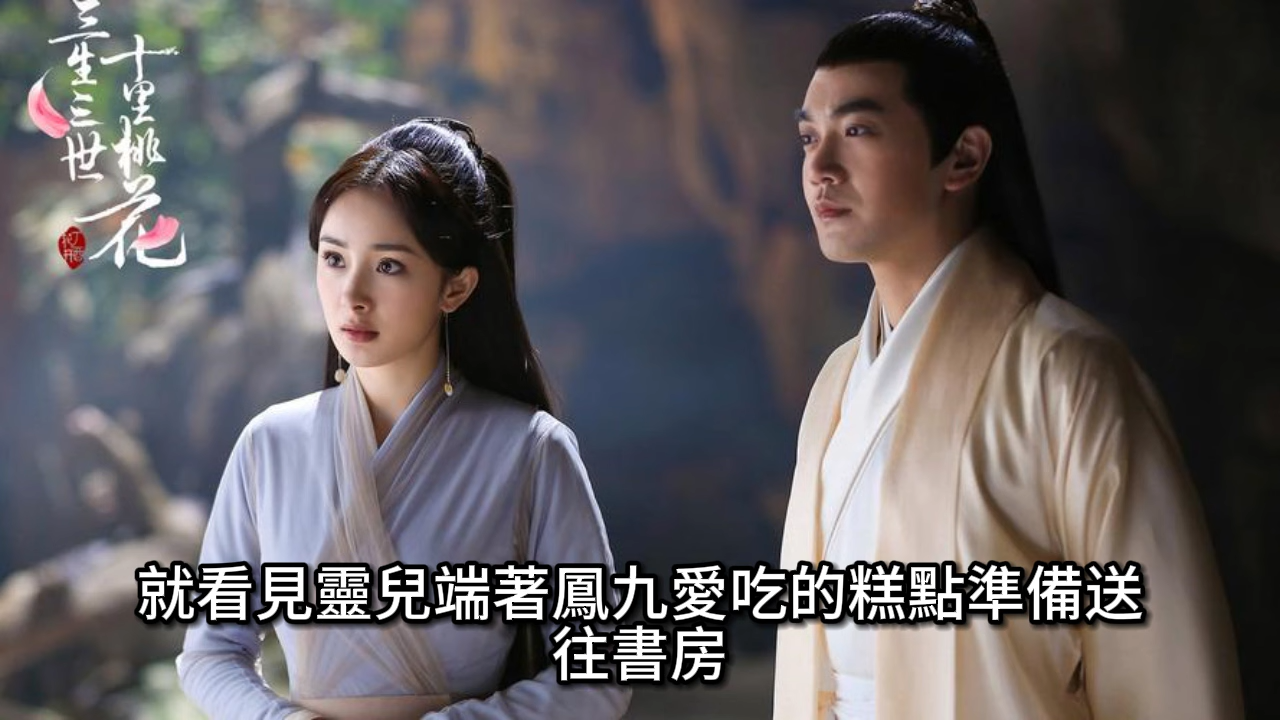 三生三世
十里桃花
就看見靈兒端著鳳九愛吃的糕點準備送
往書房